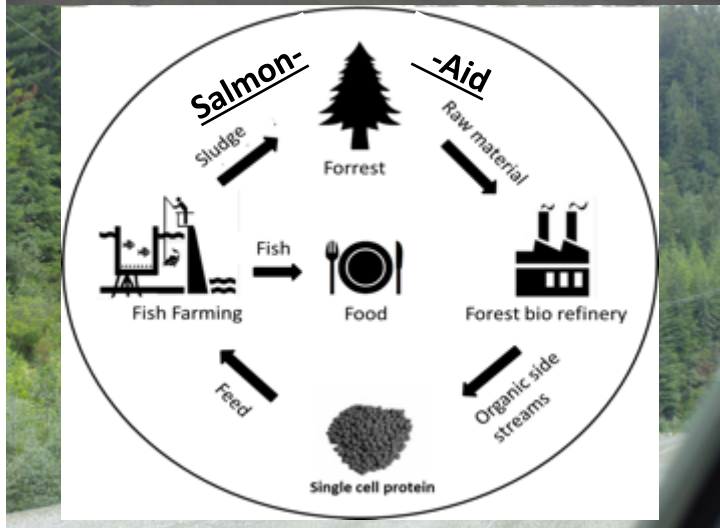 Salmon-
-Aid
Sludge
Raw material
Forrest
Fish
Fish Farming
Food
Forest bio refinery
Feed
Organic side
streams
Single cell protein